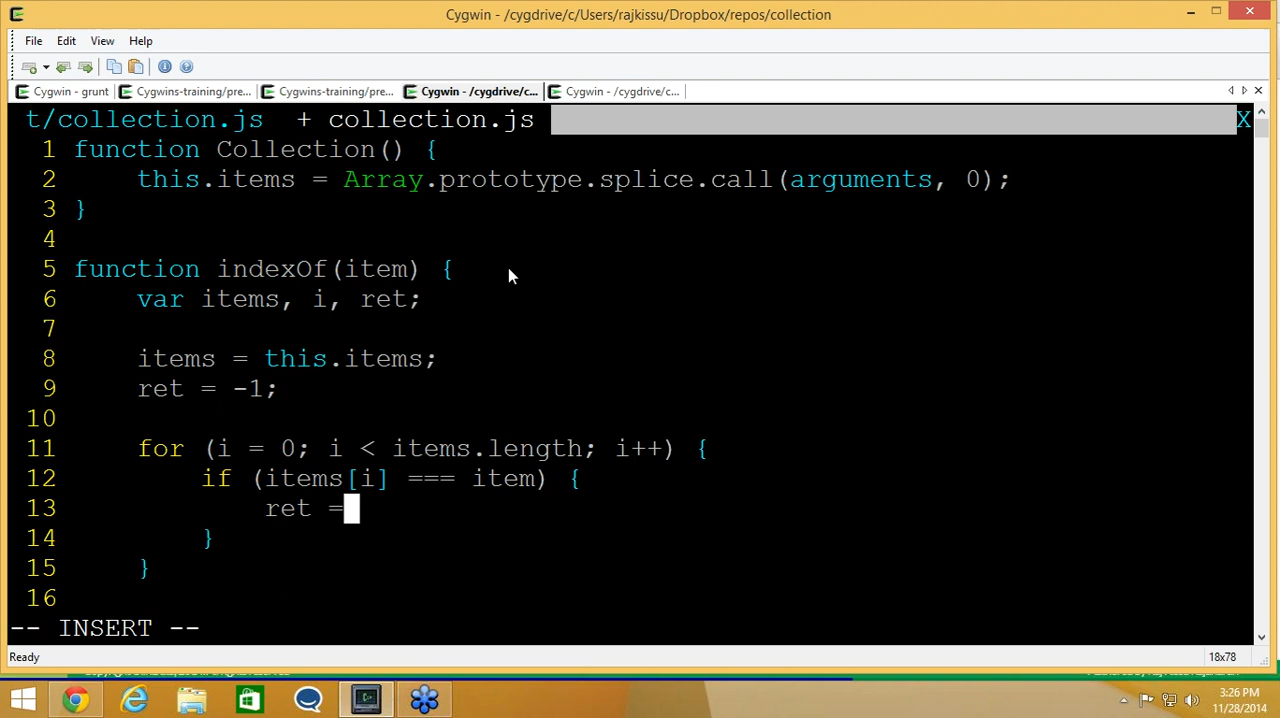 Cygwin - /cygdrive/c/Users/rajkissu/Dropbox/repos/collection
File Edit View Help
Cygwin - grunt Cygwins-training/pre... Cygwins-training/pre... Cygwin - /cygdrive/c... Cygwin - /cygdrive/c...
t/collection.js + collection.js X
1 function Collection() {
2 this.items = Array.prototype.splice.call(arguments, 0);
3 }
4
5 function indexOf(item) {
6 var items, i, ret;
7
8 items = this.items;
9 ret = -1;
10
11 for (i = 0; i < items.length; i++) {
12 if (items[i] === item) {
13 ret =
14 }
15 }
16
-- INSERT --
Ready 18x78
3:26 PM
11/28/2014